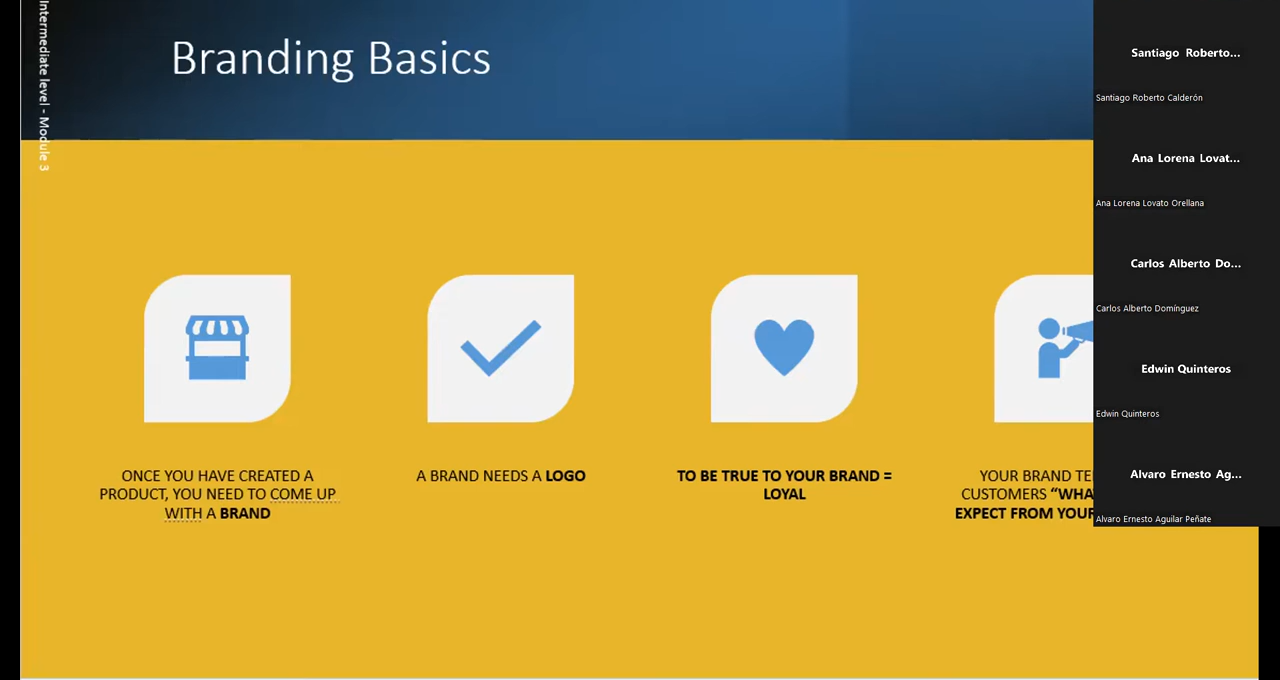 Intermediate level - Module 3
Branding Basics
ONCE YOU HAVE CREATED A
PRODUCT, YOU NEED TO COME UP
WITH A BRAND
A BRAND NEEDS A LOGO
TO BE TRUE TO YOUR BRAND =
LOYAL
YOUR BRAND
CUSTOMERS “WHA
EXPECT FROM YOUR
Santiago Roberto...
Santiago Roberto Calderón
Ana Lorena Lovat...
Ana Lorena Lovato Orellana
Carlos Alberto Do...
Carlos Alberto Domínguez
Edwin Quinteros
Edwin Quinteros
Alvaro Ernesto Ag...
Alvaro Ernesto Aguilar Peñate